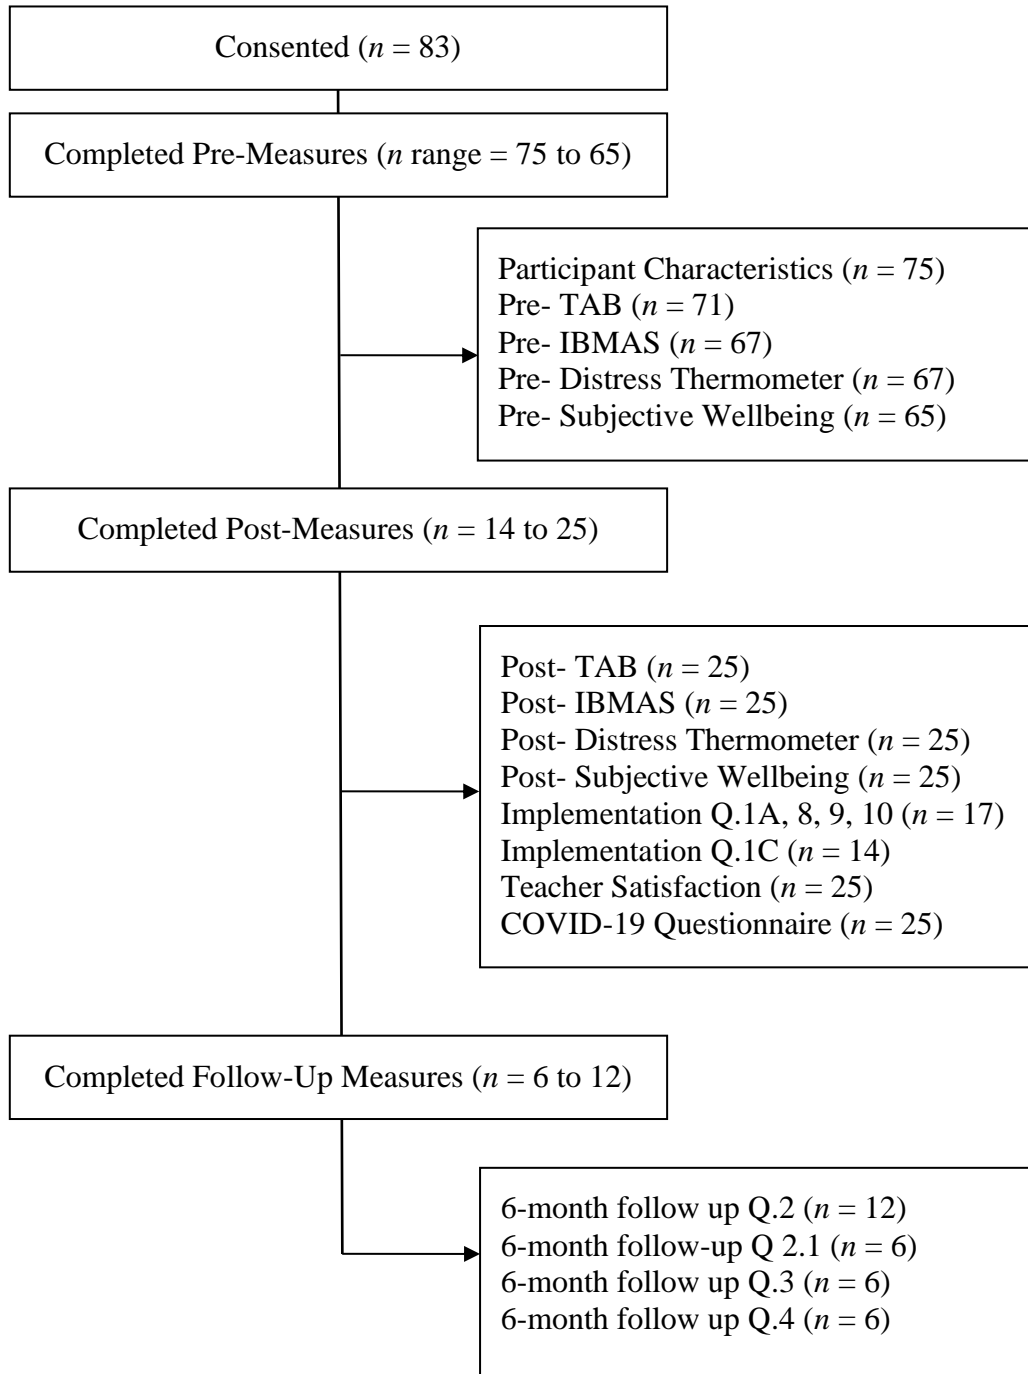 Consented (n = 83)
Completed Pre-Measures (n range = 75 to 65)
Participant Characteristics (n = 75)
Pre- TAB (n = 71)
Pre- IBMAS (n = 67)
Pre- Distress Thermometer (n = 67)
Pre- Subjective Wellbeing (n = 65)
Completed Post-Measures (n = 14 to 25)
Post- TAB (n = 25)
Post- IBMAS (n = 25)
Post- Distress Thermometer (n = 25)
Post- Subjective Wellbeing (n = 25)
Implementation Q.1A, 8, 9, 10 (n = 17)
Implementation Q.1C (n = 14)
Teacher Satisfaction (n = 25)
COVID-19 Questionnaire (n = 25)
Completed Follow-Up Measures (n = 6 to 12)
6-month follow up Q.2 (n = 12)
6-month follow-up Q 2.1 (n = 6)
6-month follow up Q.3 (n = 6)
6-month follow up Q.4 (n = 6)